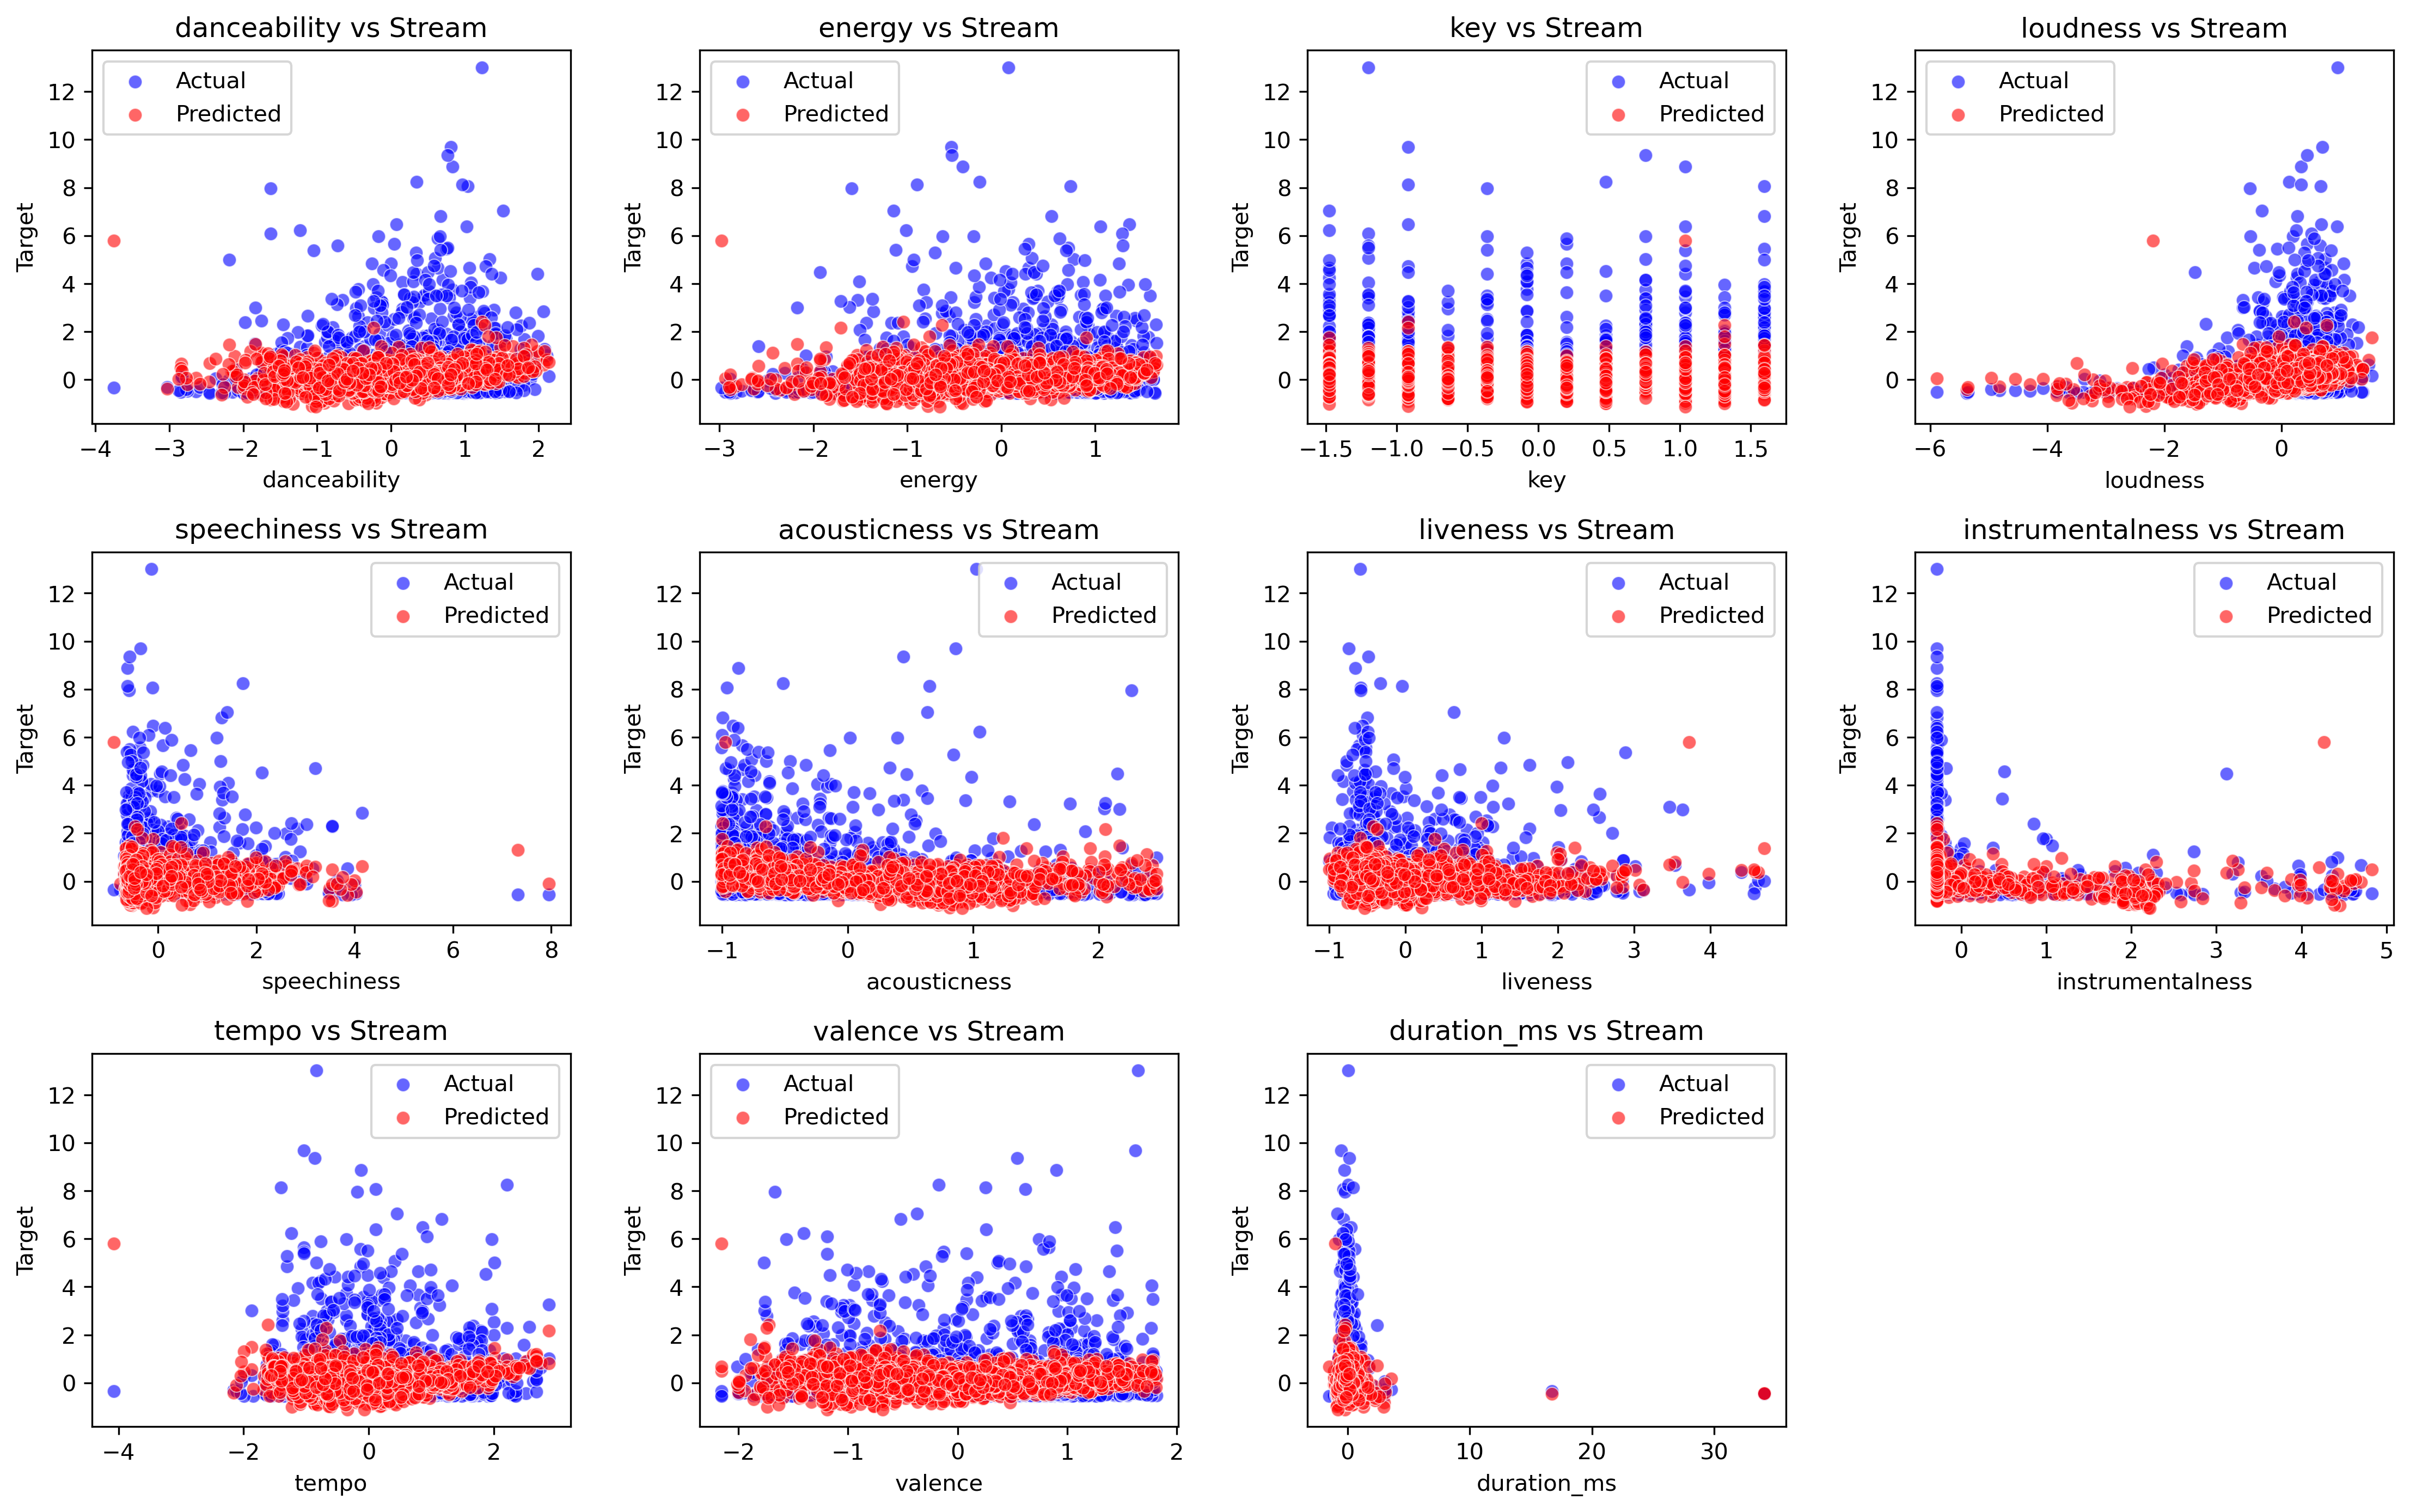 danceability vs Stream
Actual
Predicted
Target
12
10
8
6
4
2
0
−4 −3 −2 −1 0 1 2
danceability
energy vs Stream
Actual
Predicted
Target
12
10
8
6
4
2
0
−3 −2 −1 0 1
energy
key vs Stream
Actual
Predicted
Target
12
10
8
6
4
2
0
−1.5 −1.0 −0.5 0.0 0.5 1.0 1.5
key
loudness vs Stream
Actual
Predicted
Target
12
10
8
6
4
2
0
−6 −4 −2 0
loudness
speechiness vs Stream
Actual
Predicted
Target
12
10
8
6
4
2
0
0 2 4 6 8
speechiness
acousticness vs Stream
Actual
Predicted
Target
12
10
8
6
4
2
0
−1 0 1 2
acousticness
liveness vs Stream
Actual
Predicted
Target
12
10
8
6
4
2
0
−1 0 1 2 3 4
liveness
instrumentalness vs Stream
Actual
Predicted
Target
12
10
8
6
4
2
0
0 1 2 3 4 5
instrumentalness
tempo vs Stream
Actual
Predicted
Target
12
10
8
6
4
2
0
−4 −2 0 2
tempo
valence vs Stream
Actual
Predicted
Target
12
10
8
6
4
2
0
−2 −1 0 1 2
valence
duration_ms vs Stream
Actual
Predicted
Target
12
10
8
6
4
2
0
0 10 20 30
duration_ms